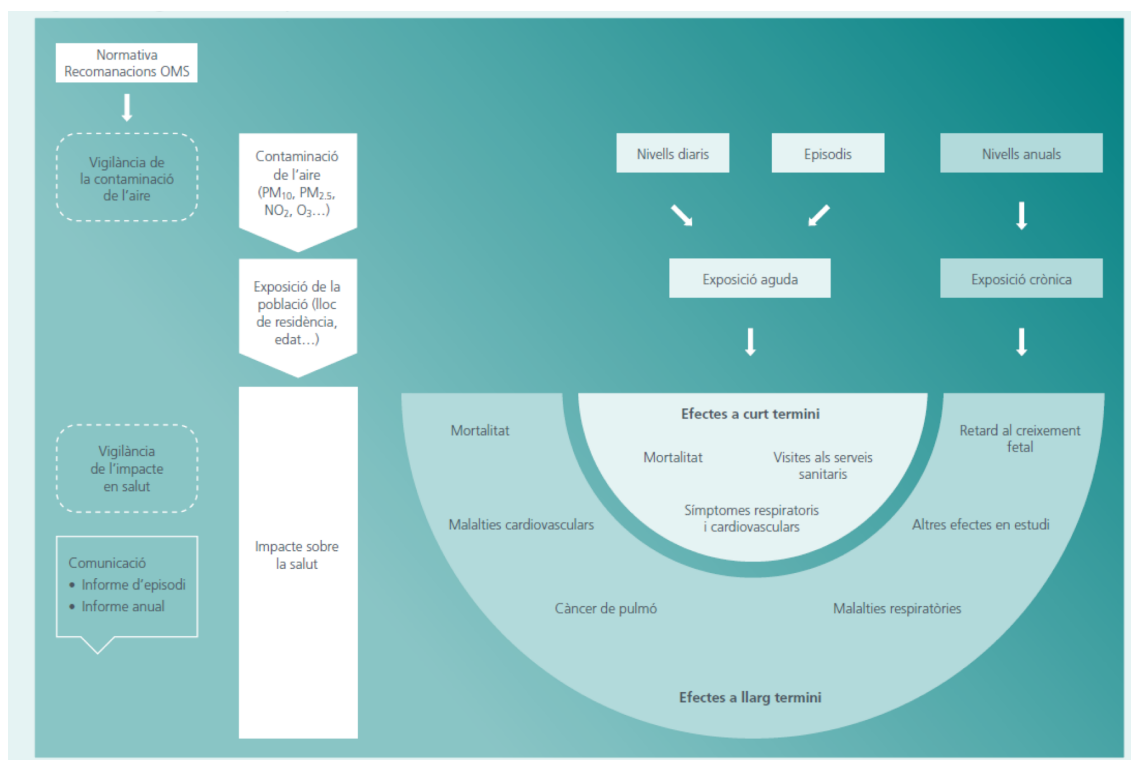 Normativa
Recomanacions OMS
Vigilància de
la contaminació
de l'aire
Contaminació
de l'aire
(PM10, PM2.5,
NO2, O3…)
Nivells diaris
Episodis
Nivells anuals
Exposició de la
població (lloc
de residència,
edat…)
Exposició aguda
Exposició crònica
Vigilància
de l'impacte
en salut
Comunicació
• Informe d'episodi
• Informe anual
Impacte sobre
la salut
Efectes a curt termini
Mortalitat
Visites als serveis
sanitaris
Símptomes respiratoris
i cardiovasculars
Mortalitat
Retard al creixement
fetal
Malalties cardiovasculars
Altres efectes en estudi
Càncer de pulmó
Malalties respiratòries
Efectes a llarg termini